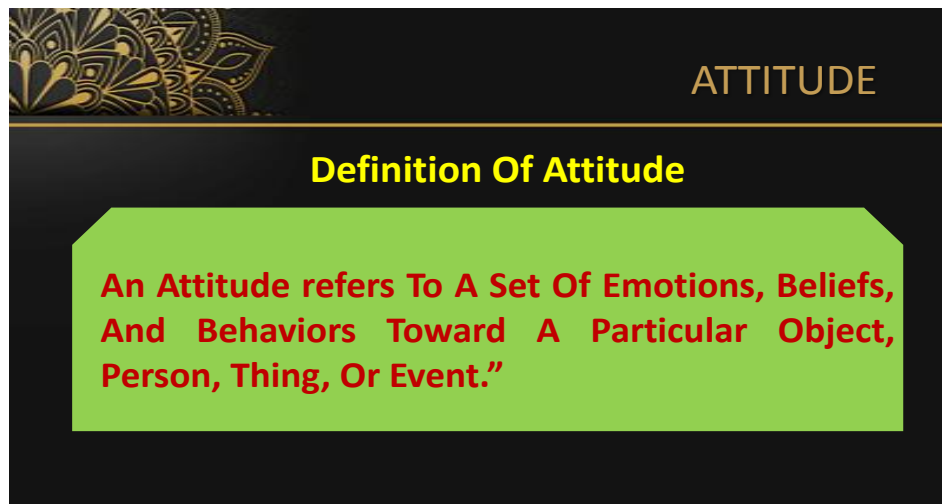 ATTITUDE
Definition Of Attitude
An Attitude refers To A Set Of Emotions, Beliefs,
And Behaviors Toward A Particular Object,
Person, Thing, Or Event.”